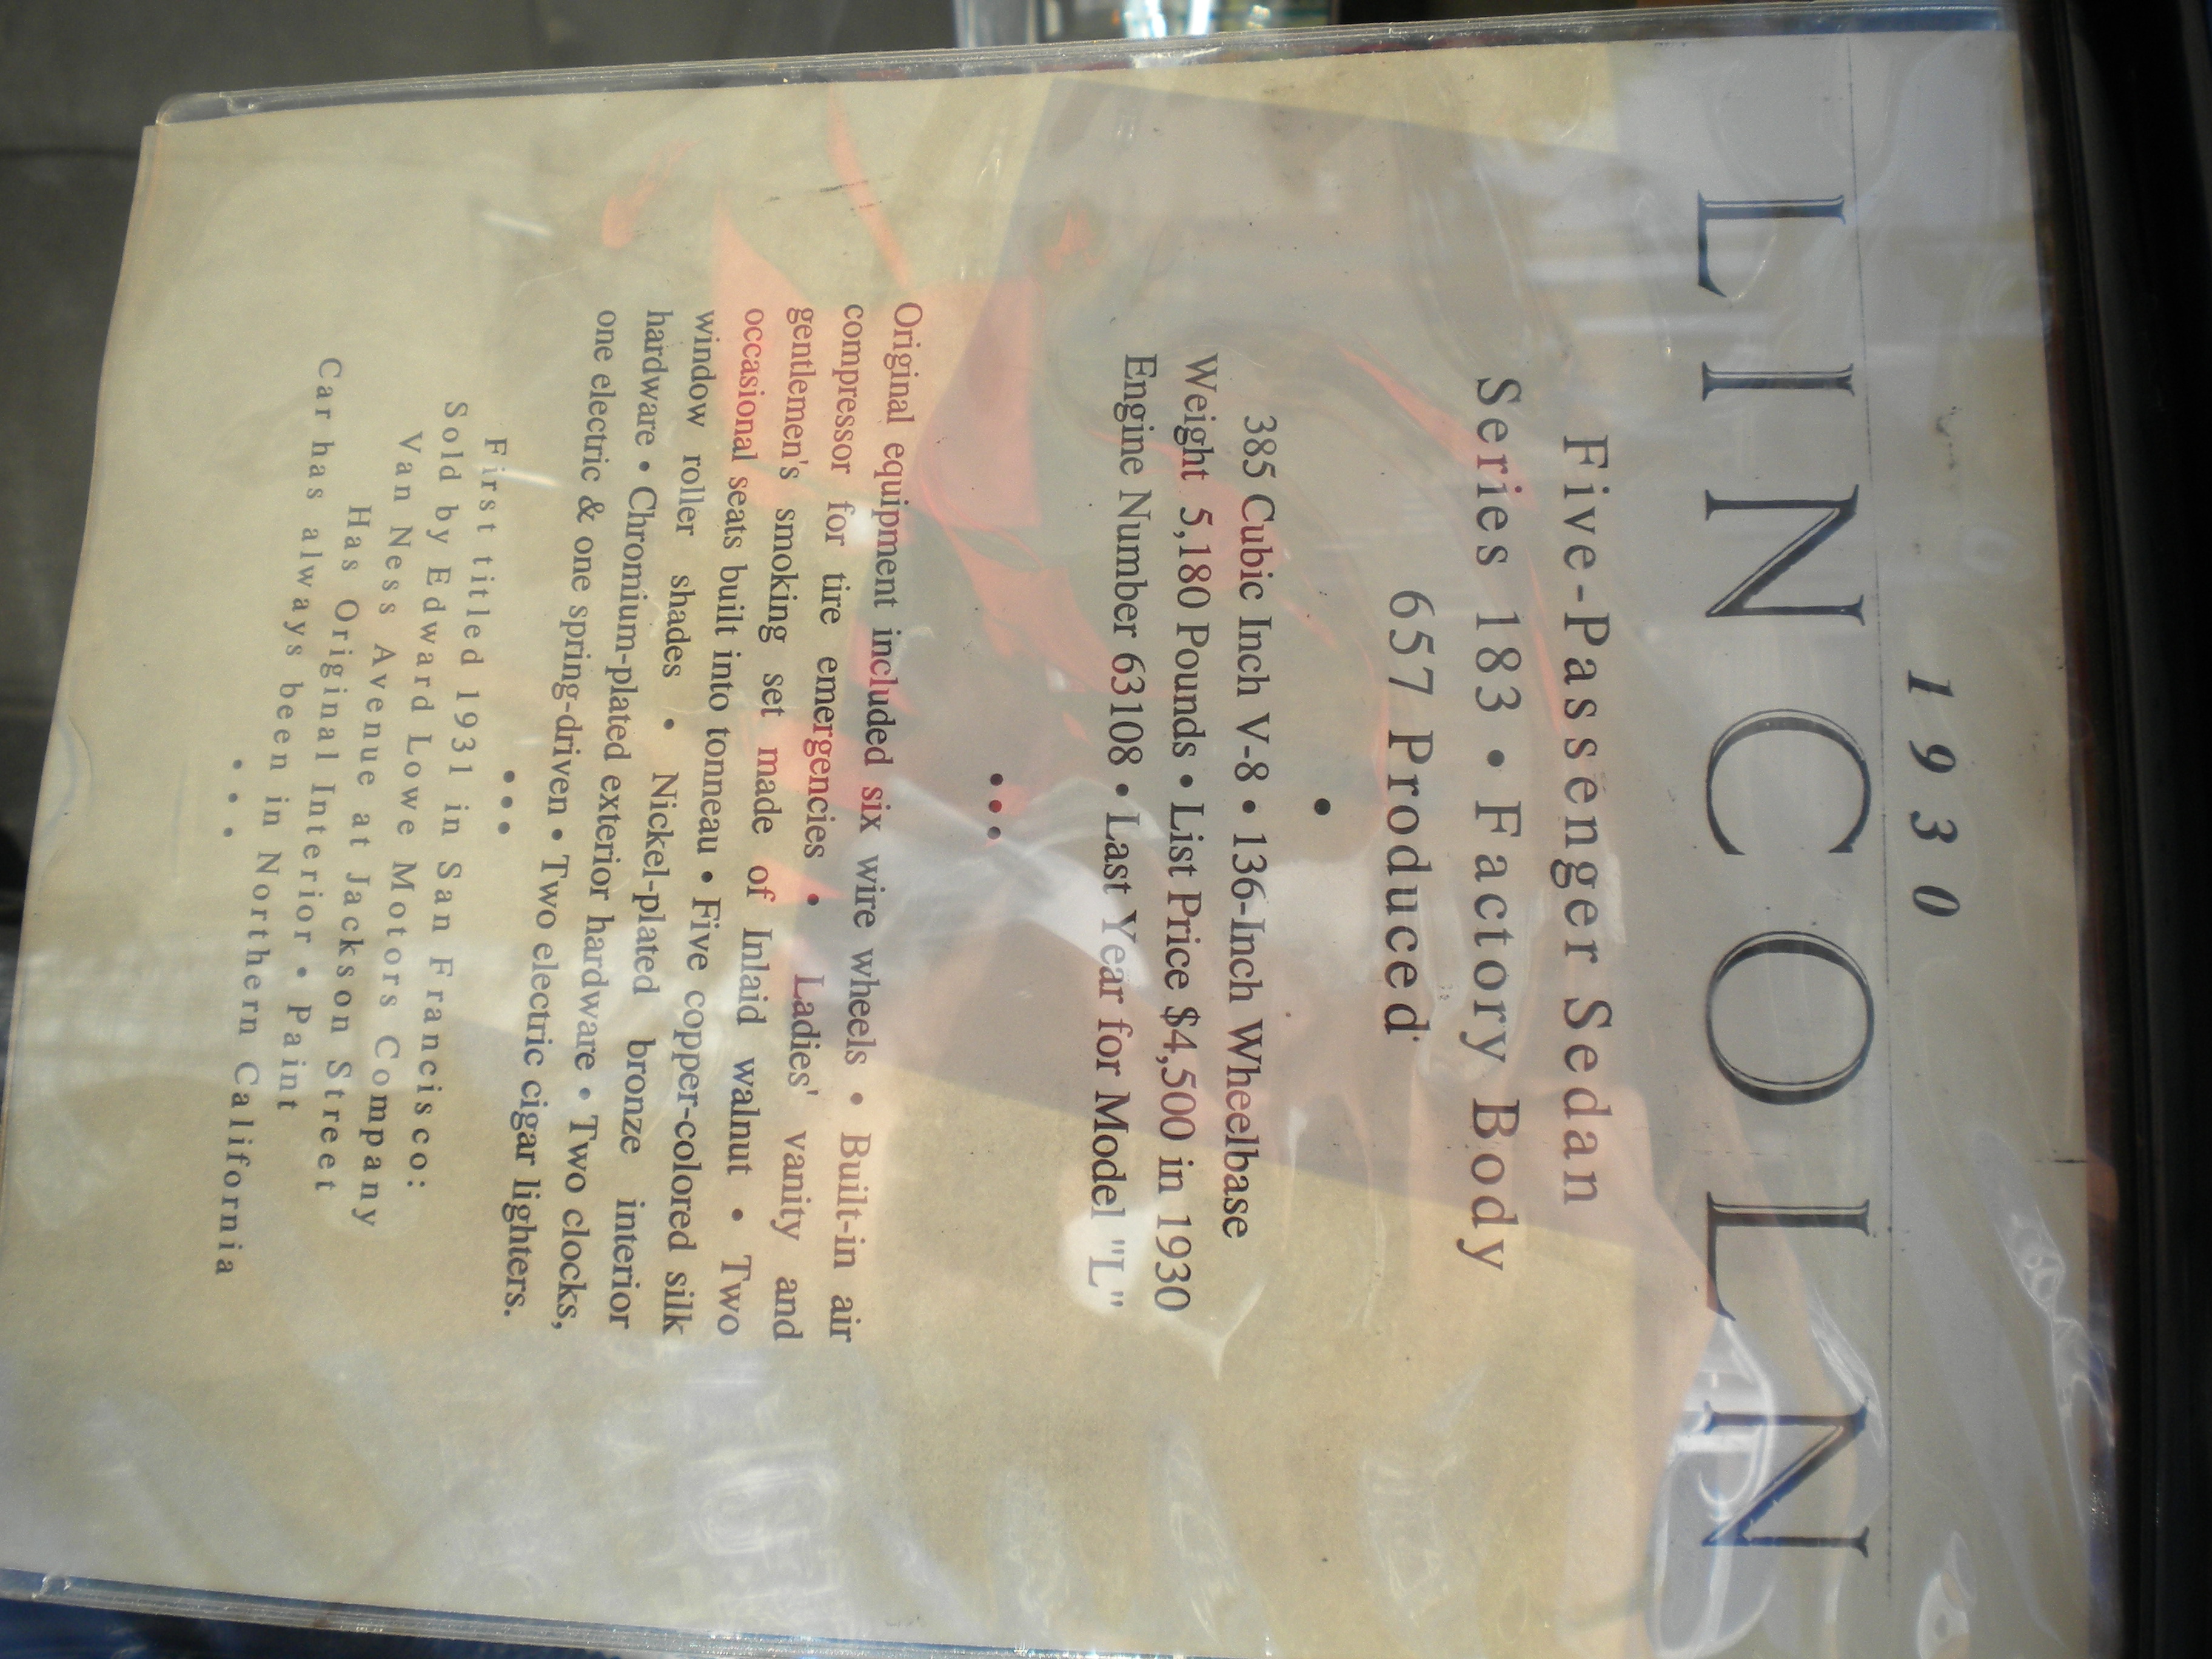 1930
LINCOLN
Five-Passenger Sedan
Series 183 • Factory Body
657 Produced
•
385 Cubic Inch V-8 • 136-Inch Wheelbase
Weight 5,180 Pounds • List Price $4,500 in 1930
Engine Number 63108 • Last Year for Model "L"
• • •
Original equipment included six wire wheels • Built-in air
compressor for tire emergencies • Ladies' vanity and
gentlemen's smoking set made of Inlaid walnut • Two
occasional seats built into tonneau • Five copper-colored silk
window roller shades • Nickel-plated bronze interior
hardware • Chromium-plated exterior hardware • Two clocks,
one electric & one spring-driven • Two electric cigar lighters.
• • •
First titled 1931 in San Francisco:
Sold by Edward Lowe Motors Company
Van Ness Avenue at Jackson Street
Has Original Interior • Paint
Car has always been in Northern California
• • •